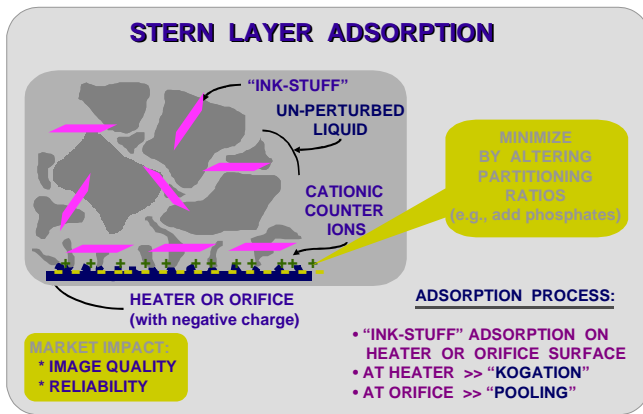 STERN LAYER ADSORPTION
“INK-STUFF”
UN-PERTURBED
LIQUID
CATIONIC
COUNTER
IONS
MINIMIZE
BY ALTERING
PARTITIONING
RATIOS
(e.g., add phosphates)
+ + + + + + + + + + + + +
HEATER OR ORIFICE
(with negative charge)
MARKET IMPACT:
* IMAGE QUALITY
* RELIABILITY
ADSORPTION PROCESS:
• “INK-STUFF” ADSORPTION ON
HEATER OR ORIFICE SURFACE
• AT HEATER >> “KOGATION”
• AT ORIFICE >> “POOLING”